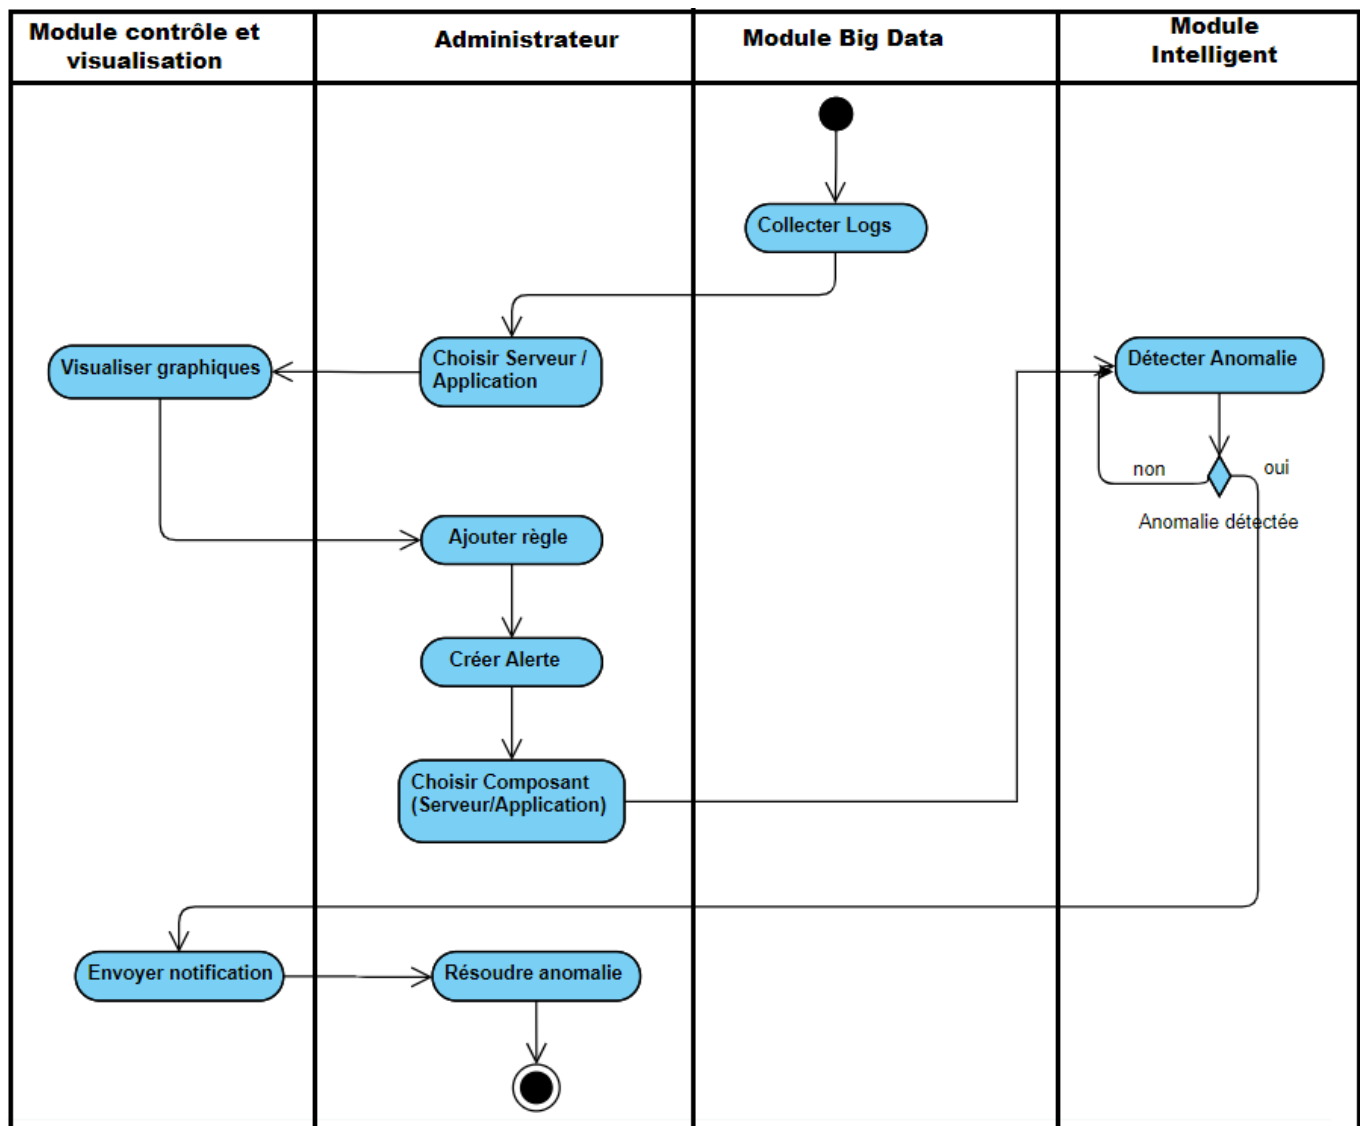 Module contrôle et
visualisation
Administrateur
Module Big Data
Module
Intelligent
Collecter Logs
Visualiser graphiques
Choisir Serveur /
Application
Détecter Anomalie
non
oui
Anomalie détectée
Ajouter règle
Créer Alerte
Choisir Composant
(Serveur/Application)
Envoyer notification
Résoudre anomalie